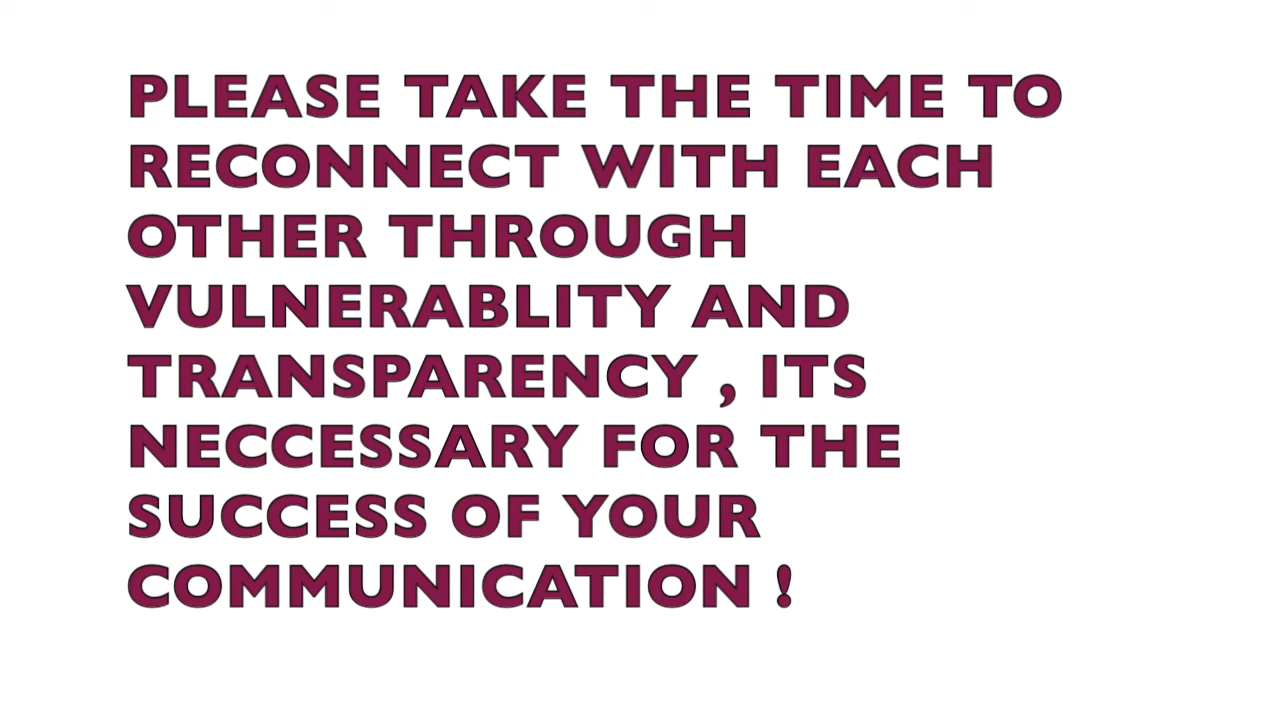 PLEASE TAKE THE TIME TO
RECONNECT WITH EACH
OTHER THROUGH
VULNERABLITY AND
TRANSPARENCY , ITS
NECCESSARY FOR THE
SUCCESS OF YOUR
COMMUNICATION !